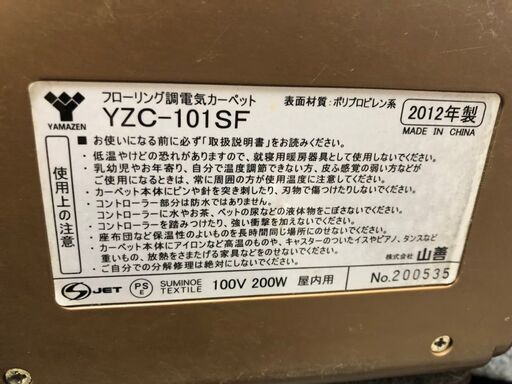 YAMAZEN
フローリング調電気カーペット
YZC-101SF
表面材質：ポリプロピレン系
2012年製
MADE IN CHINA
使用上の注意
■お使いになる前に必ず「取扱説明書」をお読みください。
・低温やけどの恐れがありますので、就寝用暖房器具として使用しないでください。
・乳幼児やお年寄り、自分で温度調節できない方、皮ふ感覚の弱い方などがご使用になるときは特に使用温度に注意してください。
・カーペット本体にピンや針を突き刺したり、刃物で傷つけたりしないでください。
・コントローラー部分は防水ではありません。
・コントローラーに水やお茶、ペットの尿などの液体物をこぼさないでください。
・コントローラーを踏みつけたり、強い衝撃を加えないでください。
・座布団など保温性のよいものを長時間同じ場所にのせないでください。
・カーペット本体にアイロンなど高温のものや、キャスターのついたイスやピアノ、タンスなど
重いもの、放熱をさまたげる家具などをのせないでください。
・ご自分での分解修理は絶対にしないでください。
株式会社 山善
S JET
PS E
SUMINOE TEXTILE
100V 200W 屋内用
No.200535